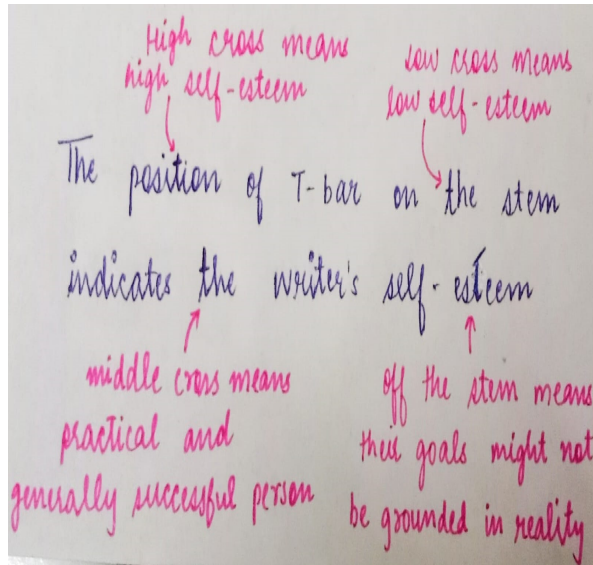 High cross means
high self-esteem
low cross means
low self-esteem
The position of T-bar on the stem
indicates the writer's self-esteem
middle cross means
practical and
generally successful person
off the stem means
their goals might not
be grounded in reality